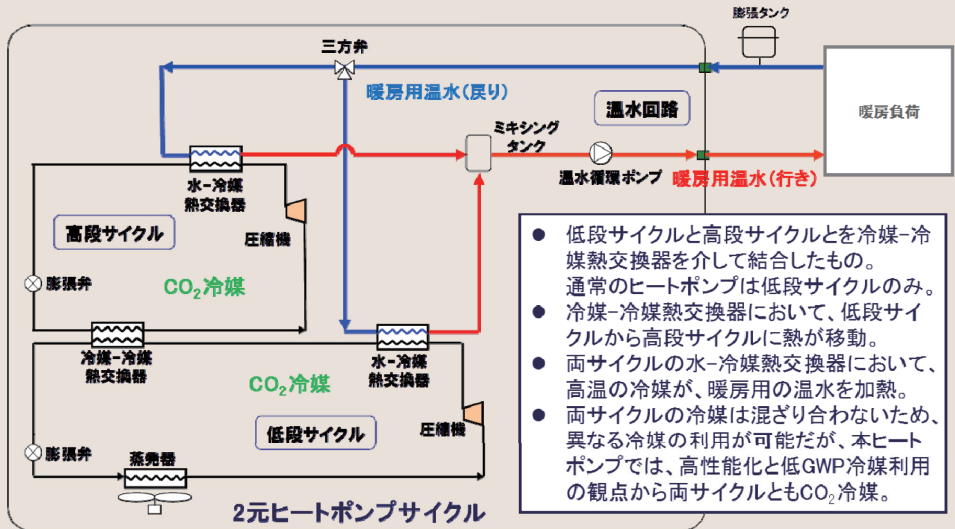 膨張タンク
三方弁
暖房用温水(戻り)
温水回路
暖房負荷
ミキシング
タンク
温水循環ポンプ
暖房用温水(行き)
水-冷媒
熱交換器
高段サイクル
圧縮機
膨張弁
CO₂冷媒
冷媒-冷媒
熱交換器
水-冷媒
熱交換器
CO₂冷媒
低段サイクル
圧縮機
膨張弁
蒸発器
2元ヒートポンプサイクル
● 低段サイクルと高段サイクルとを冷媒-冷
媒熱交換器を介して結合したもの。
通常のヒートポンプは低段サイクルのみ。
● 冷媒-冷媒熱交換器において、低段サイ
クルから高段サイクルに熱が移動。
● 両サイクルの水-冷媒熱交換器において、
高温の冷媒が、暖房用の温水を加熱。
● 両サイクルの冷媒は混ざり合わないため、
異なる冷媒の利用が可能だが、本ヒート
ポンプでは、高性能化と低GWP冷媒利用
の観点から両サイクルともCO₂冷媒。